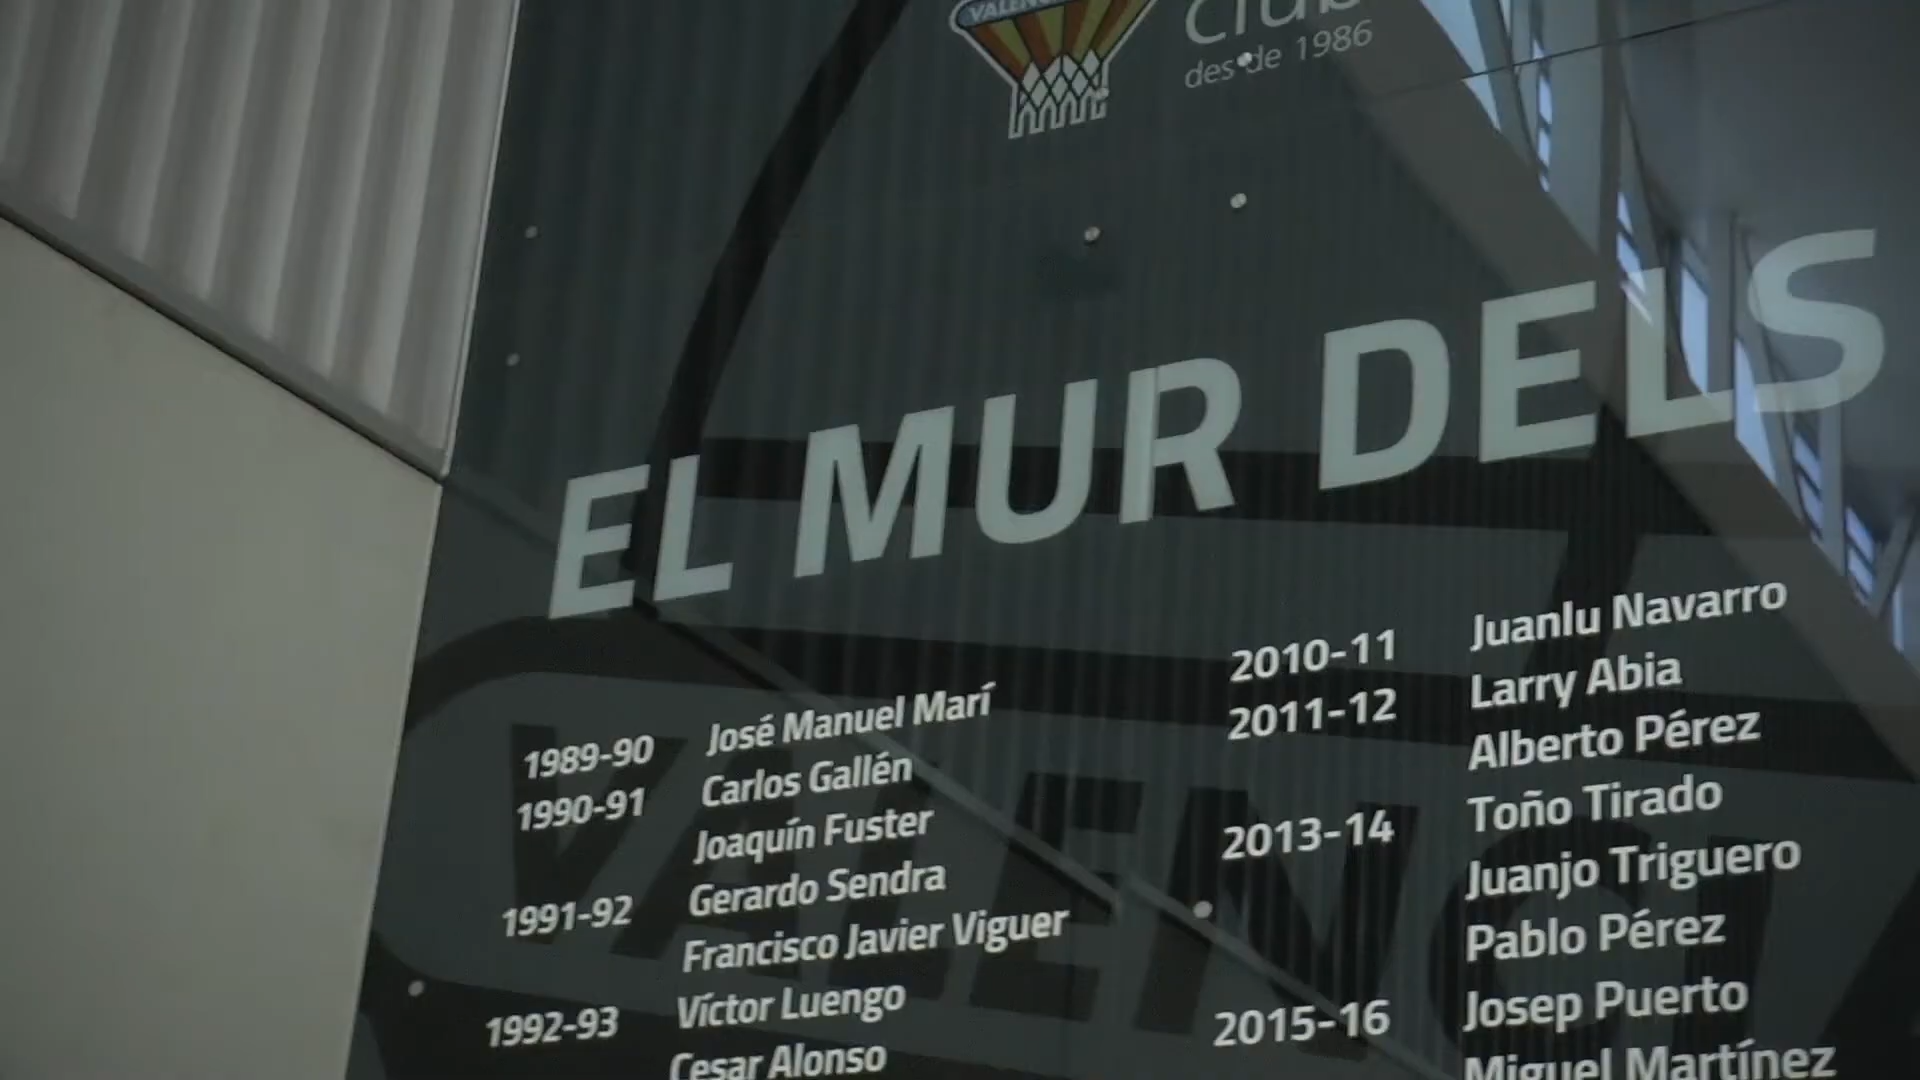 VALEN
club
des de 1986
EL MUR DELS
1989-90 José Manuel Marí
1990-91 Carlos Gallén
Joaquín Fuster
1991-92 Gerardo Sendra
Francisco Javier Viguer
1992-93 Víctor Luengo
Cesar Alonso
2010-11 Juanlu Navarro
2011-12 Larry Abia
Alberto Pérez
2013-14 Toño Tirado
Juanjo Triguero
Pablo Pérez
2015-16 Josep Puerto
Miguel Martínez
VALENC